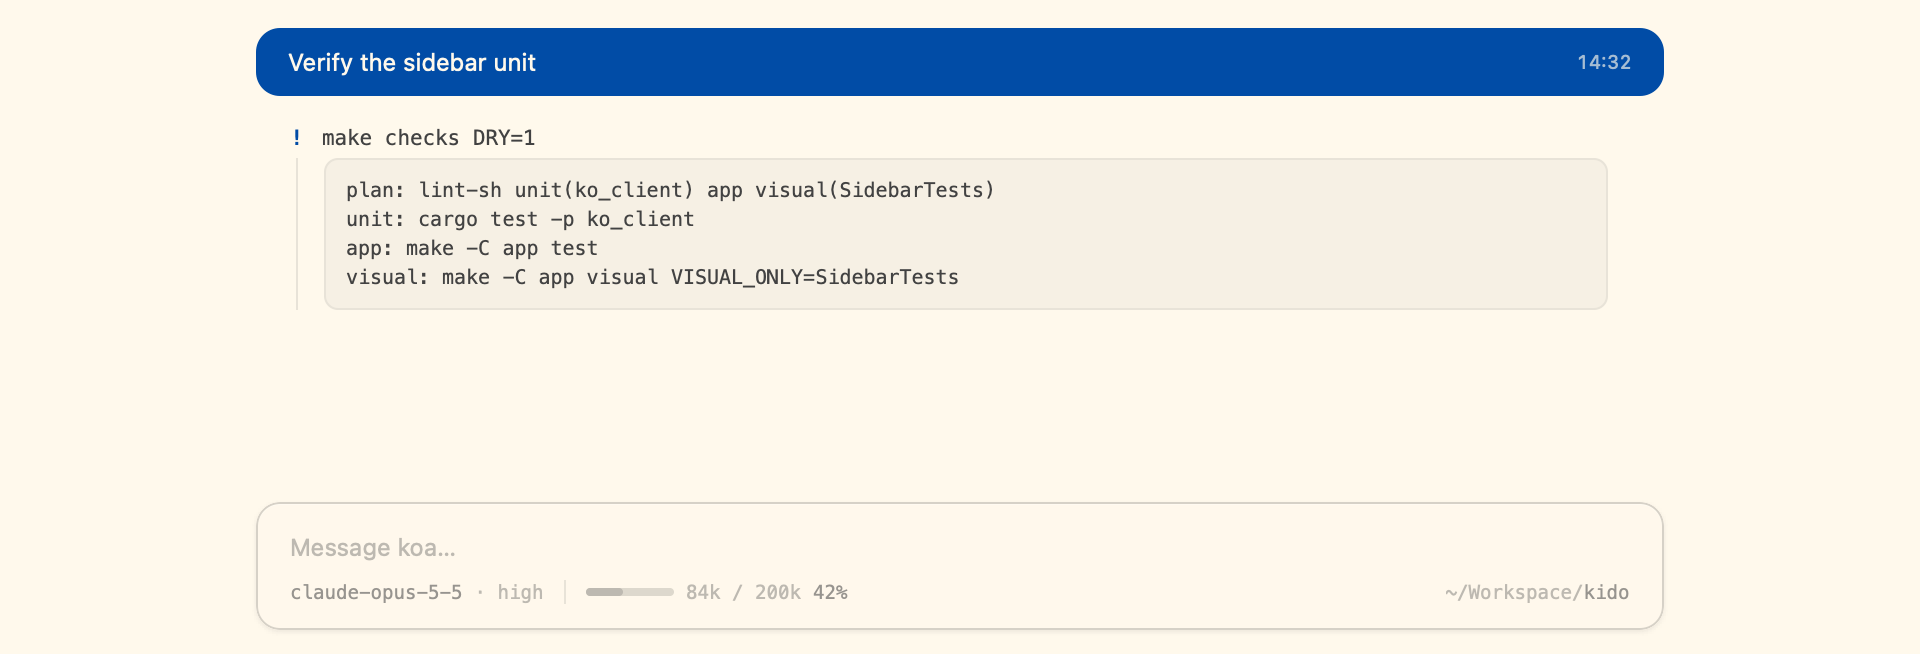 Verify the sidebar unit 14:32
! make checks DRY=1
plan: lint-sh unit(ko_client) app visual(SidebarTests)
unit: cargo test -p ko_client
app: make -C app test
visual: make -C app visual VISUAL_ONLY=SidebarTests
Message koa...
claude-opus-5-5 · high 84k / 200k 42% ~/Workspace/kido